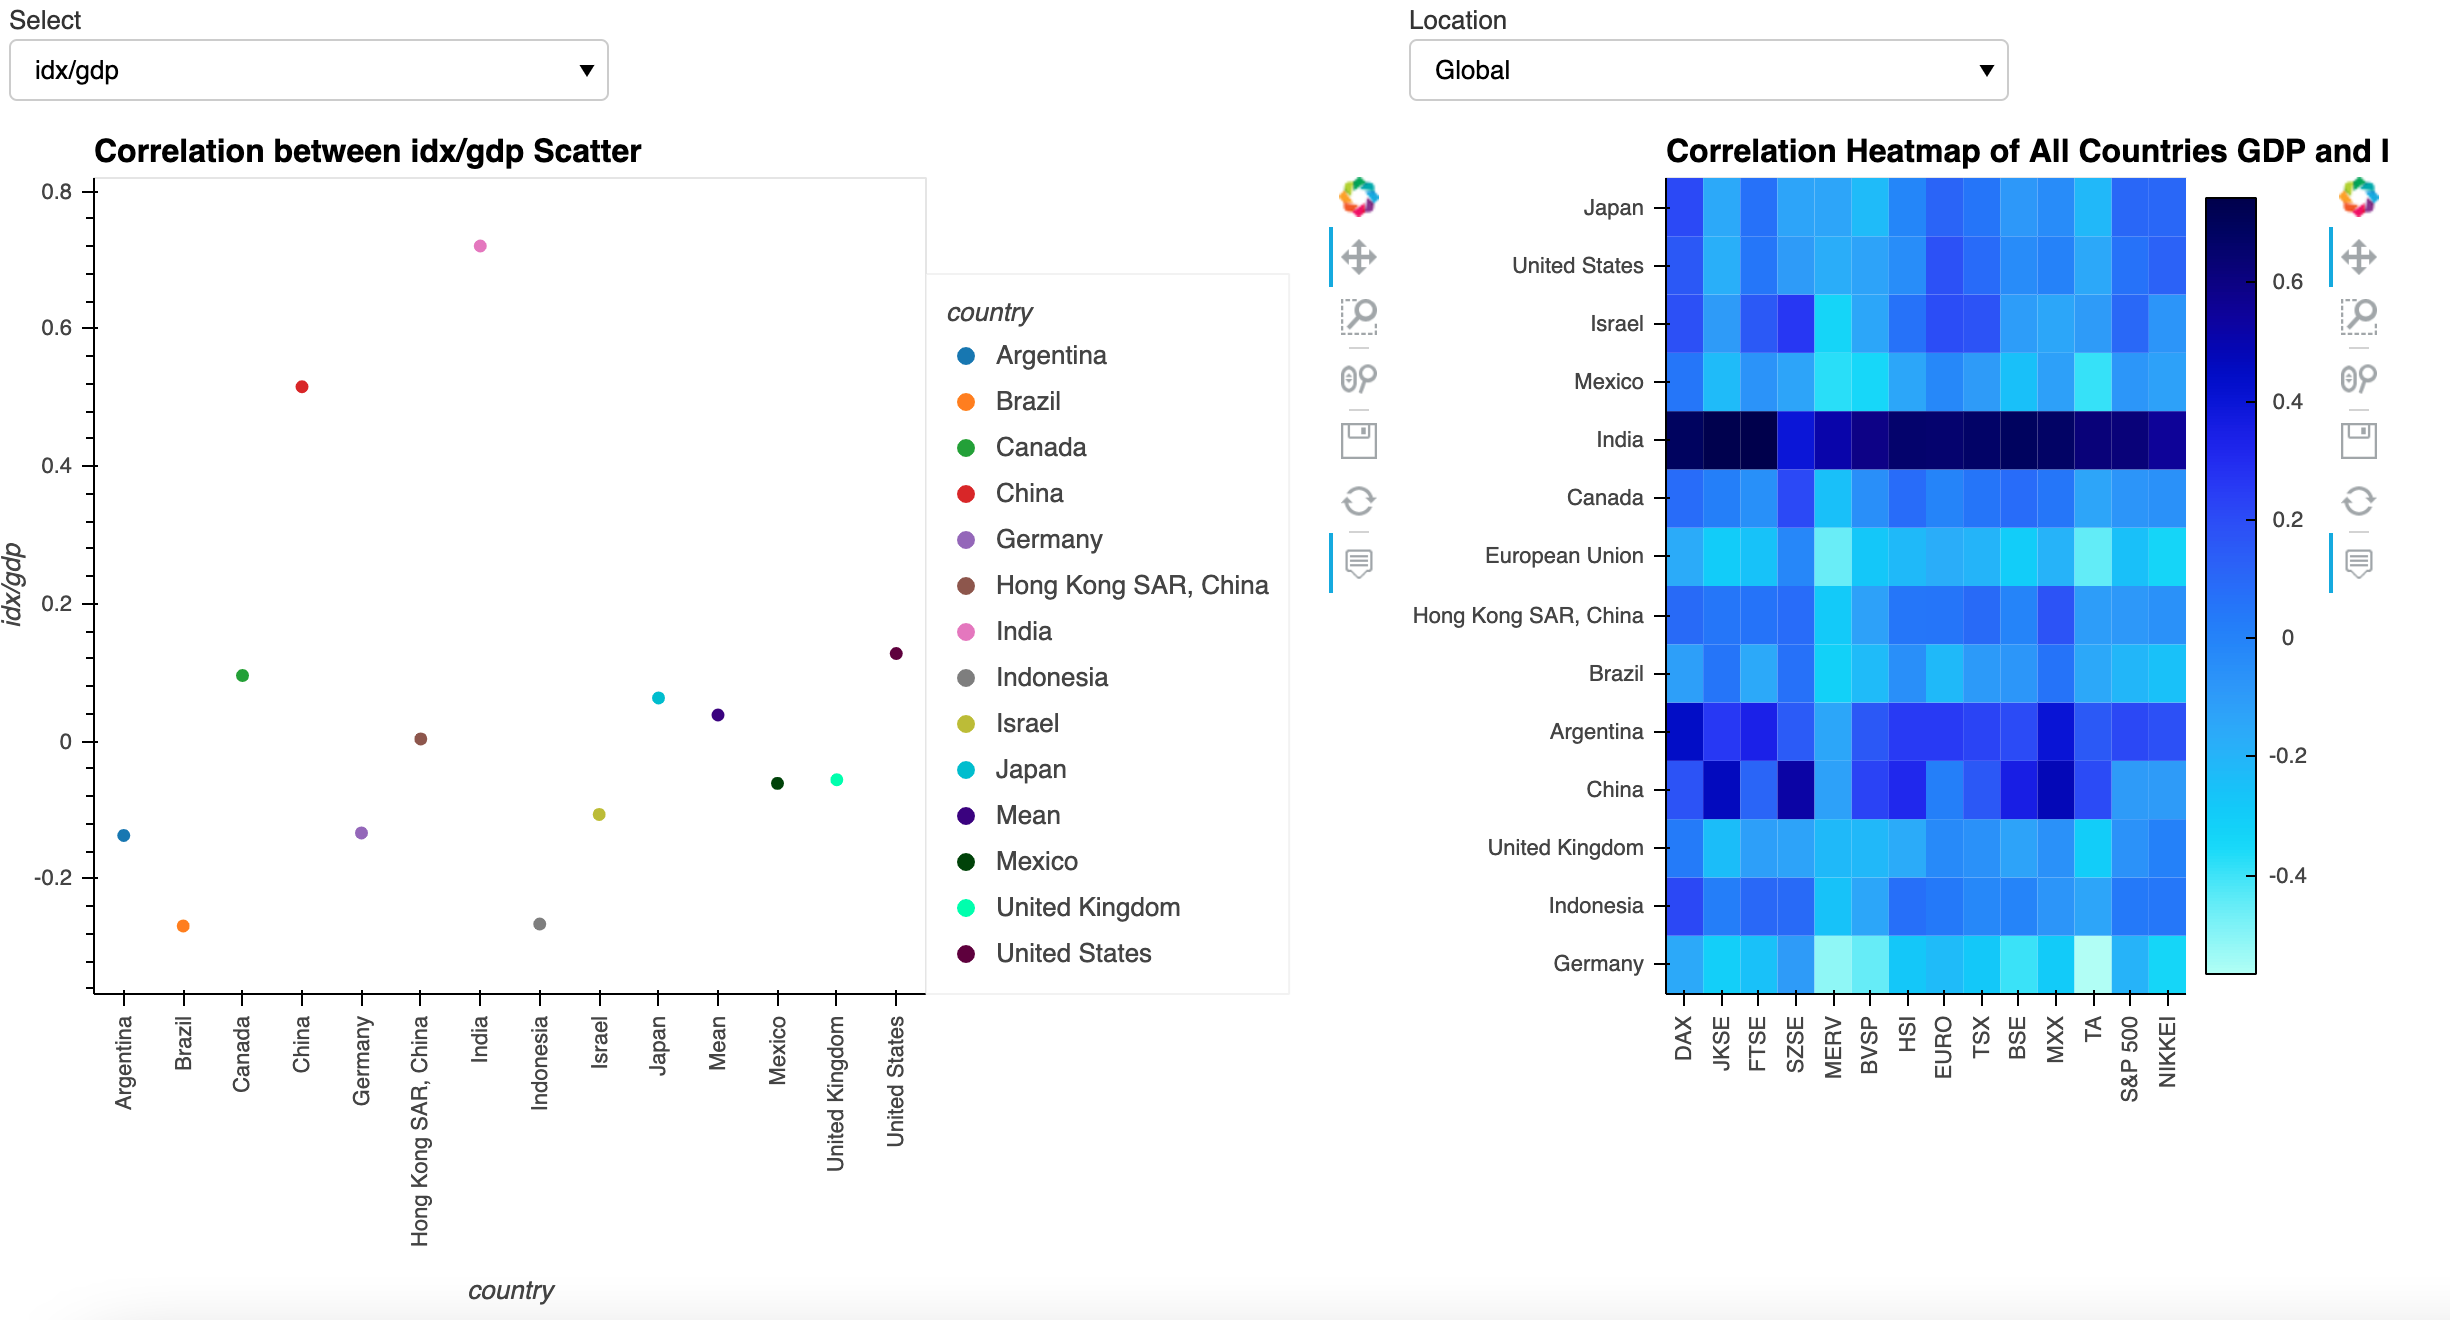 Select
idx/gdp
Location
Global
Correlation between idx/gdp Scatter
0.8
0.6
0.4
0.2
0
-0.2
idx/gdp
Argentina
Brazil
Canada
China
Germany
Hong Kong SAR, China
India
Indonesia
Israel
Japan
Mean
Mexico
United Kingdom
United States
country
country
Argentina
Brazil
Canada
China
Germany
Hong Kong SAR, China
India
Indonesia
Israel
Japan
Mean
Mexico
United Kingdom
United States
Correlation Heatmap of All Countries GDP and I
Japan
United States
Israel
Mexico
India
Canada
European Union
Hong Kong SAR, China
Brazil
Argentina
China
United Kingdom
Indonesia
Germany
DAX
JKSE
FTSE
SZSE
MERV
BVSP
HSI
EURO
TSX
BSE
MXX
TA
S&P 500
NIKKEI
0.6
0.4
0.2
0
-0.2
-0.4